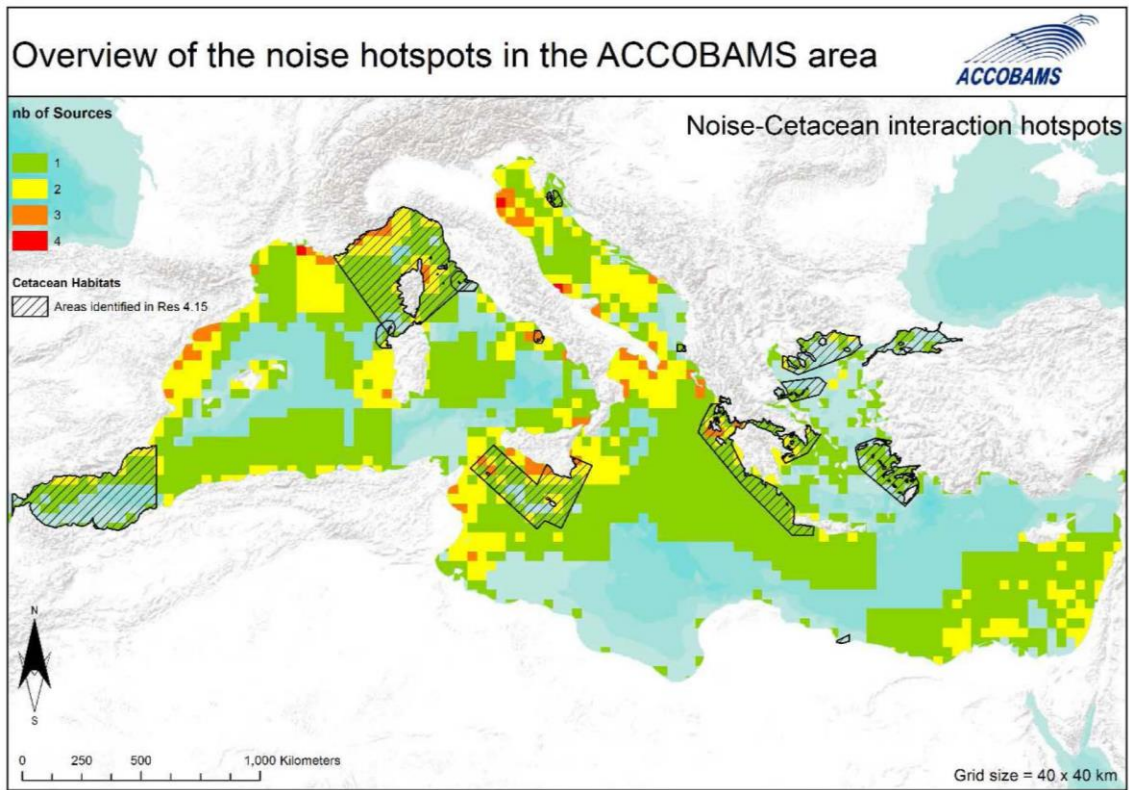 Overview of the noise hotspots in the ACCOBAMS area
ACCOBAMS
nb of Sources
Noise-Cetacean interaction hotspots
1
2
3
4
Cetacean Habitats
Areas identified in Res 4.15
N
S
0 250 500 1,000 Kilometers
Grid size = 40 x 40 km